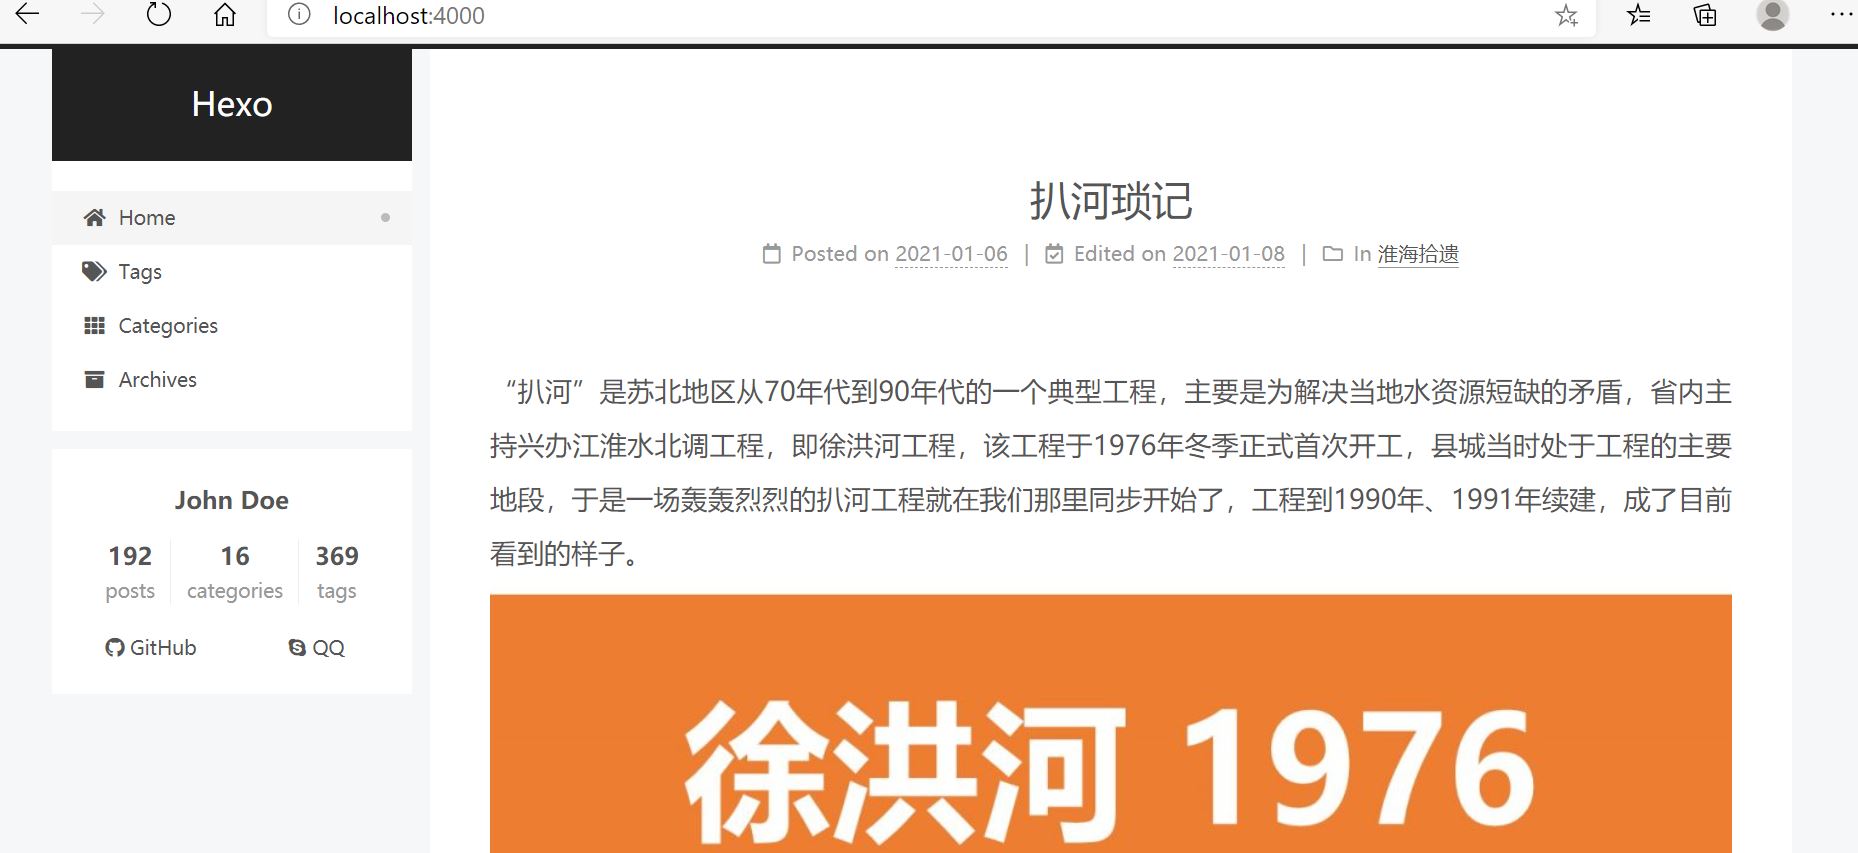 localhost:4000
Hexo
Home
Tags
Categories
Archives
John Doe
192 16 369
posts categories tags
GitHub QQ
扒河琐记
Posted on 2021-01-06 | Edited on 2021-01-08 | In 淮海拾遗
“扒河”是苏北地区从70年代到90年代的一个典型工程，主要是为解决当地水资源短缺的矛盾，省内主
持兴办江淮水北调工程，即徐洪河工程，该工程于1976年冬季正式首次开工，县城当时处于工程的主要
地段，于是一场轰轰烈烈的扒河工程就在我们那里同步开始了，工程到1990年、1991年续建，成了目前
看到的样子。
徐洪河 1976